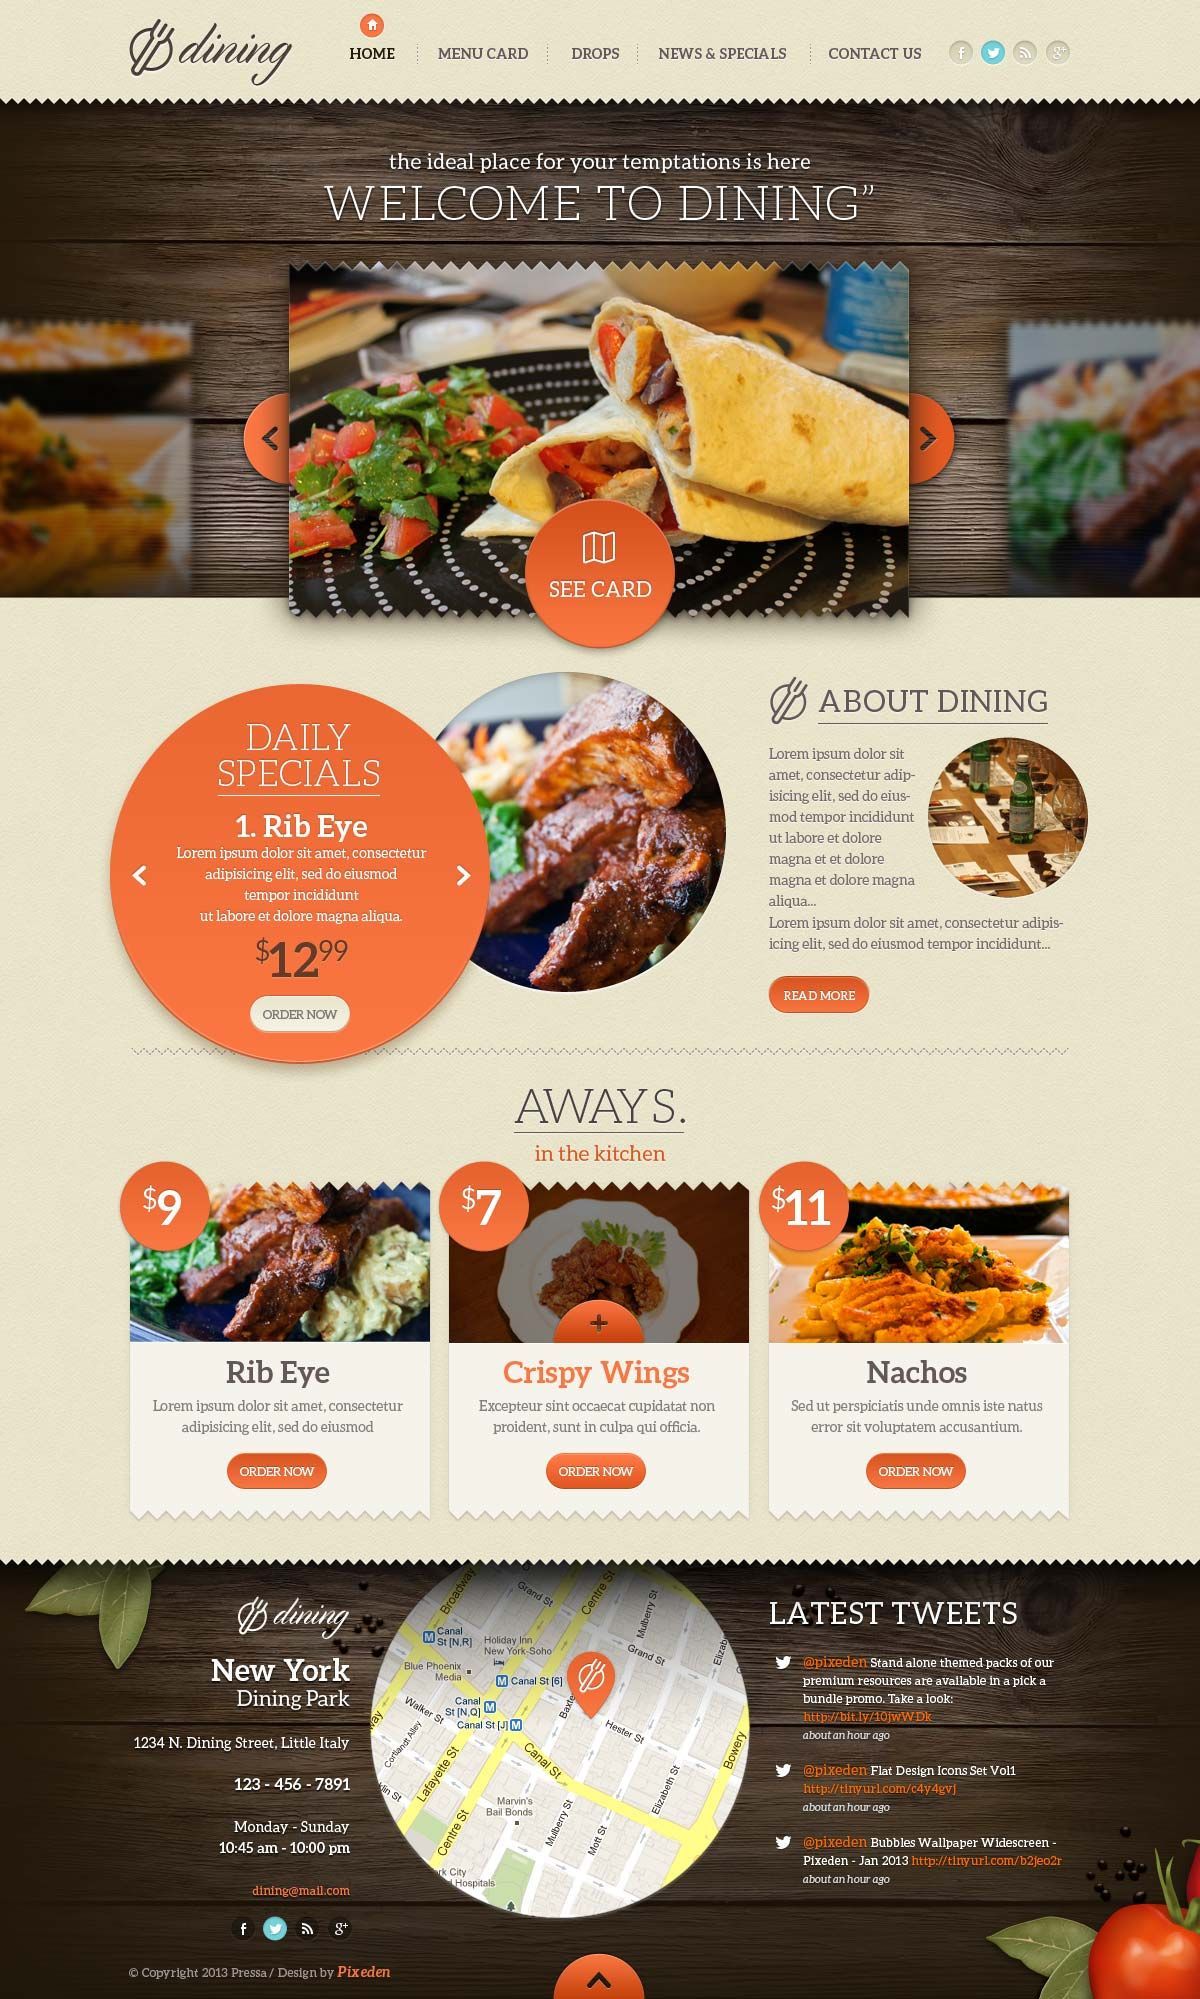 dining
HOME
MENU CARD
DROPS
NEWS & SPECIALS
CONTACT US
the ideal place for your temptations is here
WELCOME TO DINING”
SEE CARD
DAILY
SPECIALS
1. Rib Eye
Lorem ipsum dolor sit amet, consectetur
adipisicing elit, sed do eiusmod
tempor incididunt
ut labore et dolore magna aliqua.
$12 99
ORDER NOW
ABOUT DINING
Lorem ipsum dolor sit
amet, consectetur adip-
isicing elit, sed do eius-
mod tempor incididunt
ut labore et dolore
magna et et dolore
magna et dolore magna
aliqua...
Lorem ipsum dolor sit amet, consectetur adipis-
icing elit, sed do eiusmod tempor incididunt...
READ MORE
AWAYS.
in the kitchen
$9
Rib Eye
Lorem ipsum dolor sit amet, consectetur
adipisicing elit, sed do eiusmod
ORDER NOW
$7
Crispy Wings
Excepteur sint occaecat cupidatat non
proident, sunt in culpa qui officia.
ORDER NOW
$11
Nachos
Sed ut perspiciatis unde omnis iste natus
error sit voluptatem accusantium.
ORDER NOW
dining
New York
Dining Park
1234 N. Dining Street, Little Italy
123 - 456 - 7891
Monday - Sunday
10:45 am - 10:00 pm
dining@mail.com
© Copyright 2013 Pressa / Design by Pixeden
Broadway
Grand St
Centre St
Mulberry St
Elizab
Canal
St [N,R]
Holiday Inn
New York-Soho
Grand St
Blue Phoenix
Media
Canal St [6]
Baxte
Walker St
Canal
St [N,Q]
Canal St [J]
Hester St
way
Cortlandt Alley
Lafayette St
Canal St
Bowery
Elizabeth St
lin St
Marvin's
Bail Bonds
Mulberry St
Mott St
Centre St
rk City
Hospitals
LATEST TWEETS
@pixeden Stand alone themed packs of our
premium resources are available in a pick a
bundle promo. Take a look:
http://bit.ly/10jwWDk
about an hour ago
@pixeden Flat Design Icons Set Vol1
http://tinyurl.com/c4y4gvj
about an hour ago
@pixeden Bubbles Wallpaper Widescreen -
Pixeden - Jan 2013 http://tinyurl.com/b2jeo2r
about an hour ago